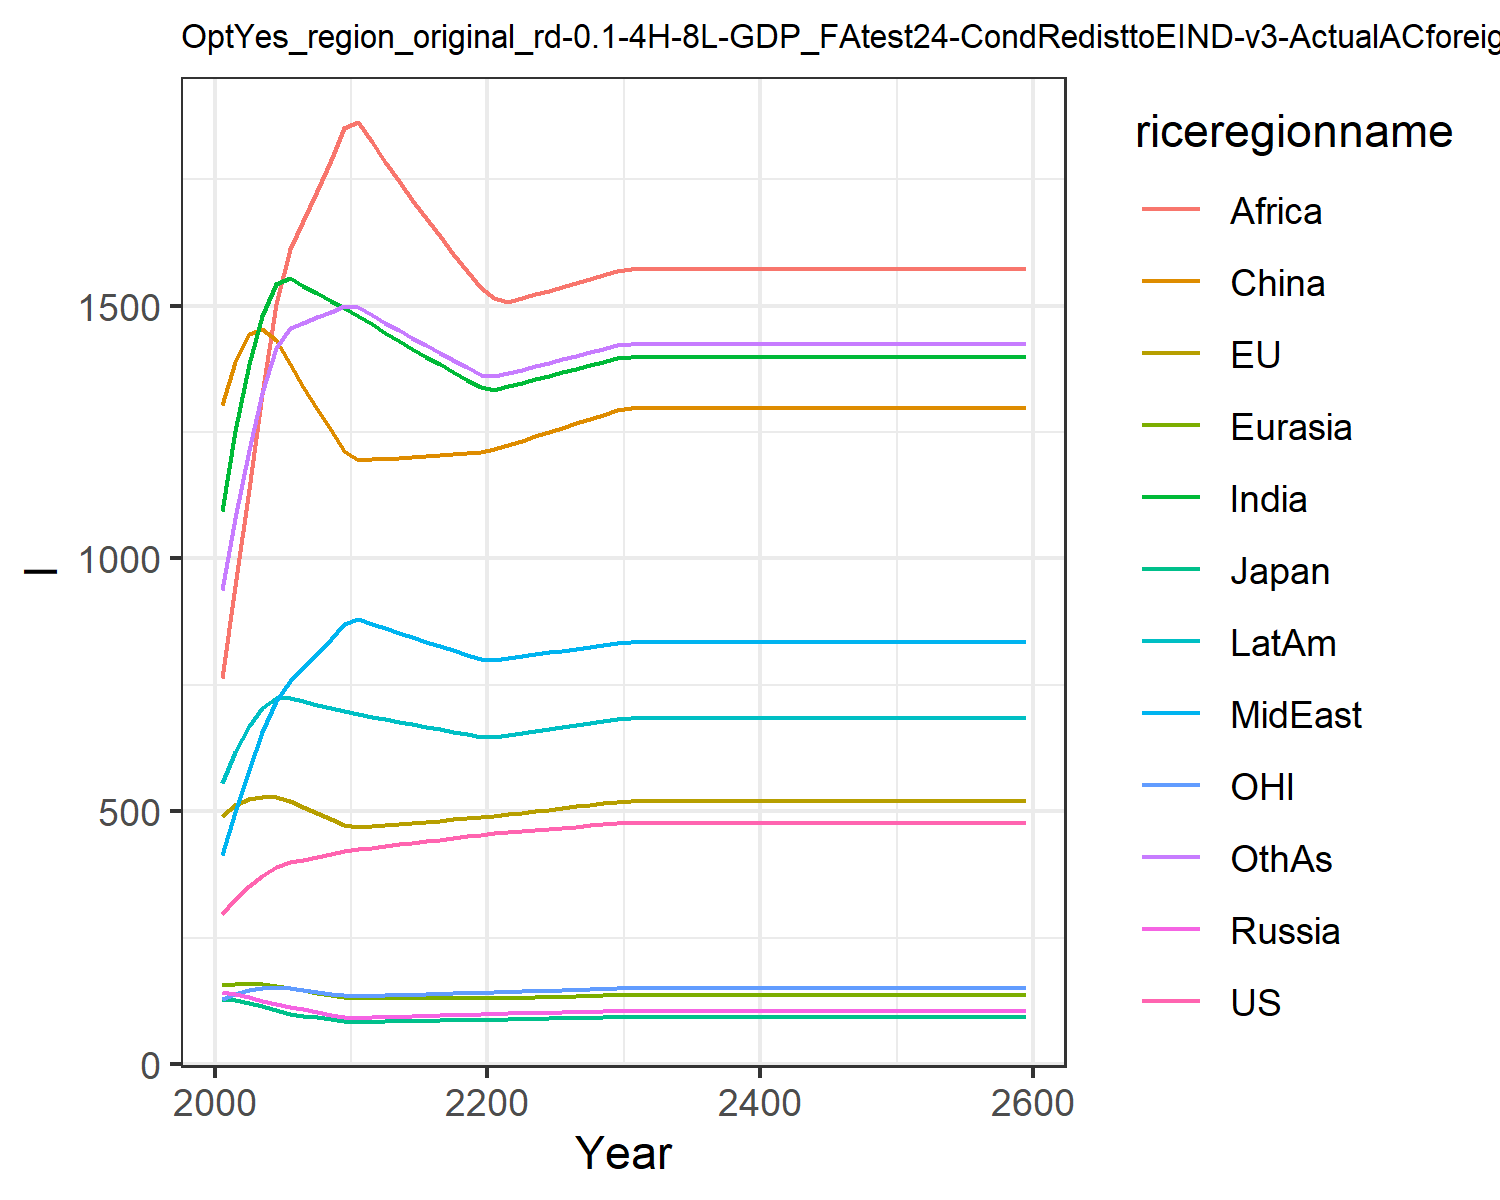 OptYes_region_original_rd-0.1-4H-8L-GDP_FAtest24-CondRedisttoEIND-v3-ActualACforeig
riceregionname
Africa
China
EU
Eurasia
India
Japan
LatAm
MidEast
OHI
OthAs
Russia
US
1500
1000
500
0
l
2000 2200 2400 2600
Year